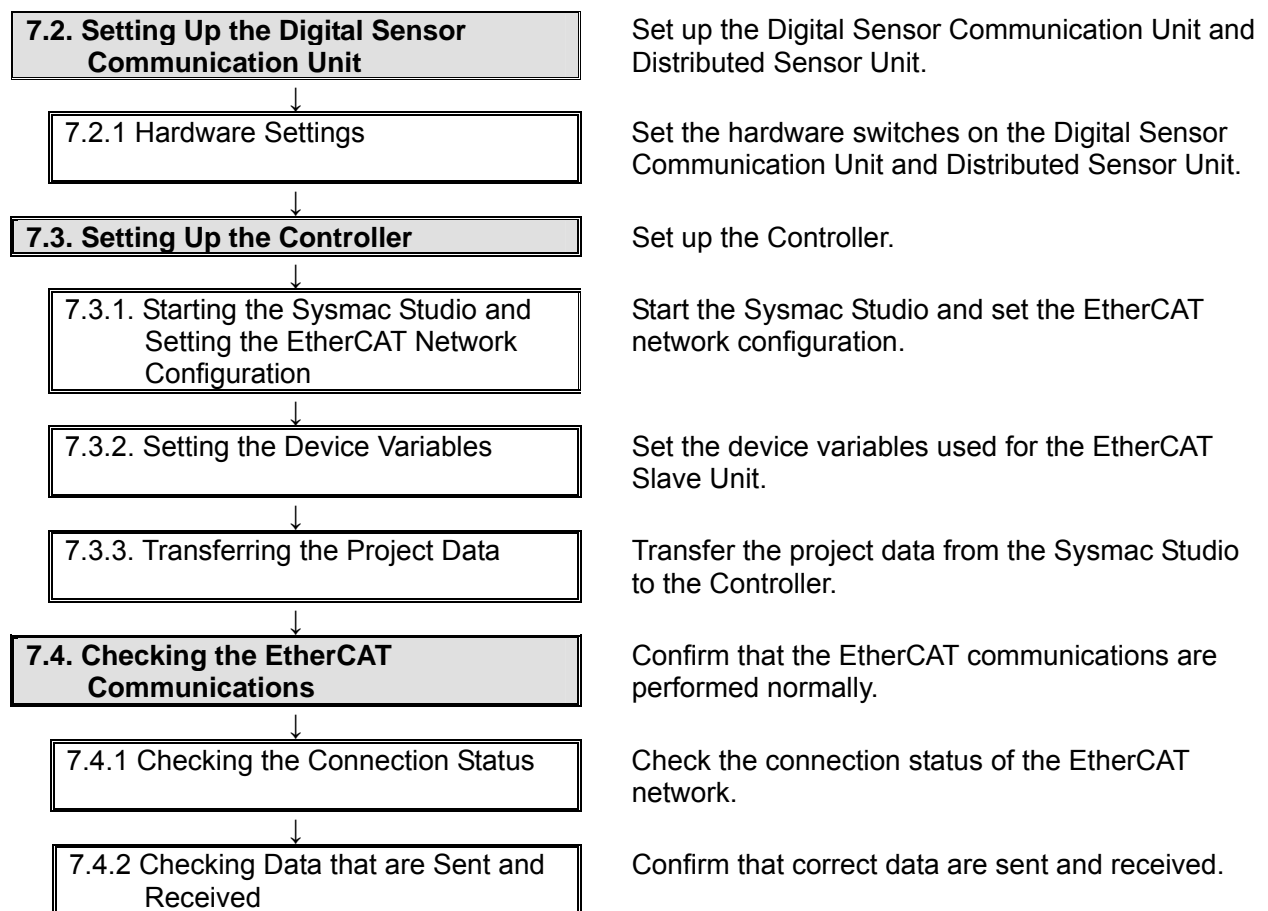 7.2. Setting Up the Digital Sensor
Communication Unit
Set up the Digital Sensor Communication Unit and
Distributed Sensor Unit.
↓
7.2.1 Hardware Settings
Set the hardware switches on the Digital Sensor
Communication Unit and Distributed Sensor Unit.
↓
7.3. Setting Up the Controller
Set up the Controller.
↓
7.3.1. Starting the Sysmac Studio and
Setting the EtherCAT Network
Configuration
Start the Sysmac Studio and set the EtherCAT
network configuration.
↓
7.3.2. Setting the Device Variables
Set the device variables used for the EtherCAT
Slave Unit.
↓
7.3.3. Transferring the Project Data
Transfer the project data from the Sysmac Studio
to the Controller.
↓
7.4. Checking the EtherCAT
Communications
Confirm that the EtherCAT communications are
performed normally.
↓
7.4.1 Checking the Connection Status
Check the connection status of the EtherCAT
network.
↓
7.4.2 Checking Data that are Sent and
Received
Confirm that correct data are sent and received.